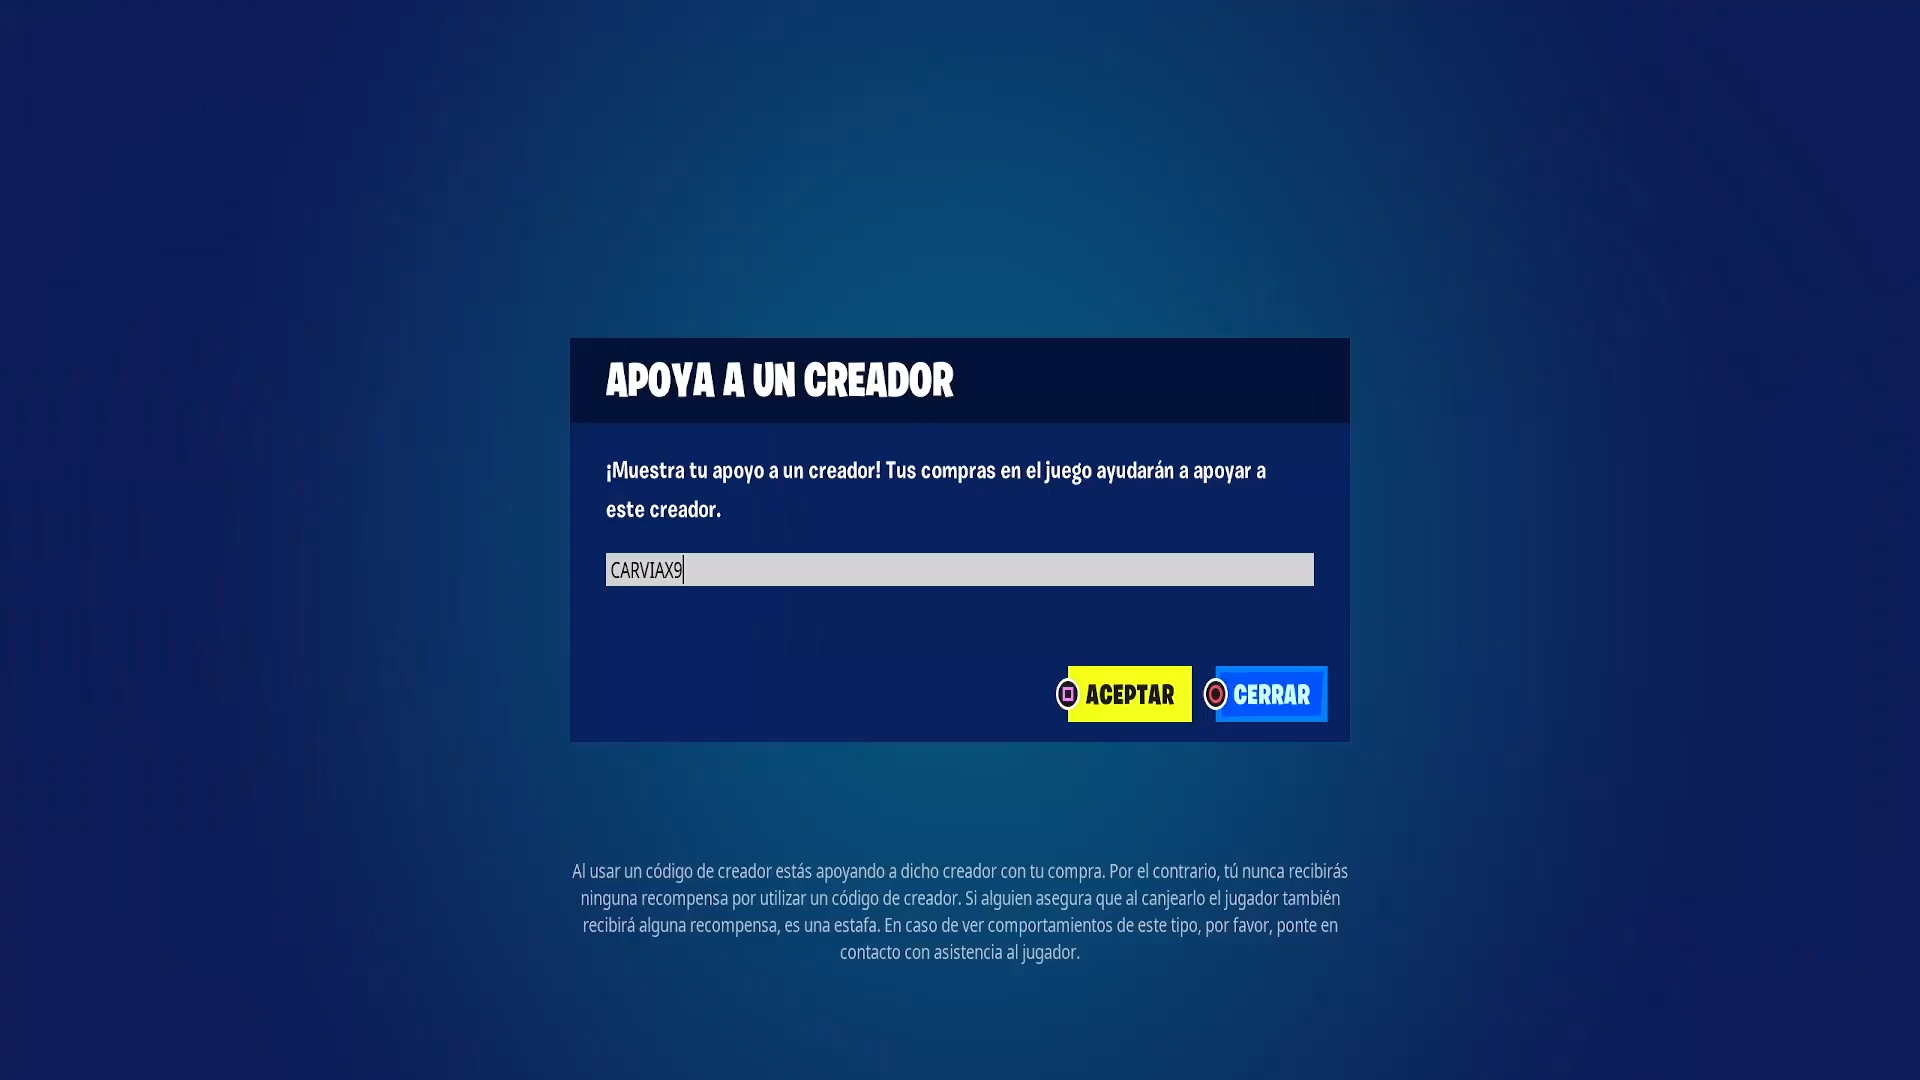 APOYA A UN CREADOR
¡Muestra tu apoyo a un creador! Tus compras en el juego ayudarán a apoyar a
este creador.
CARVIAX9
ACEPTAR
CERRAR
Al usar un código de creador estás apoyando a dicho creador con tu compra. Por el contrario, tú nunca recibirás
ninguna recompensa por utilizar un código de creador. Si alguien asegura que al canjearlo el jugador también
recibirá alguna recompensa, es una estafa. En caso de ver comportamientos de este tipo, por favor, ponte en
contacto con asistencia al jugador.